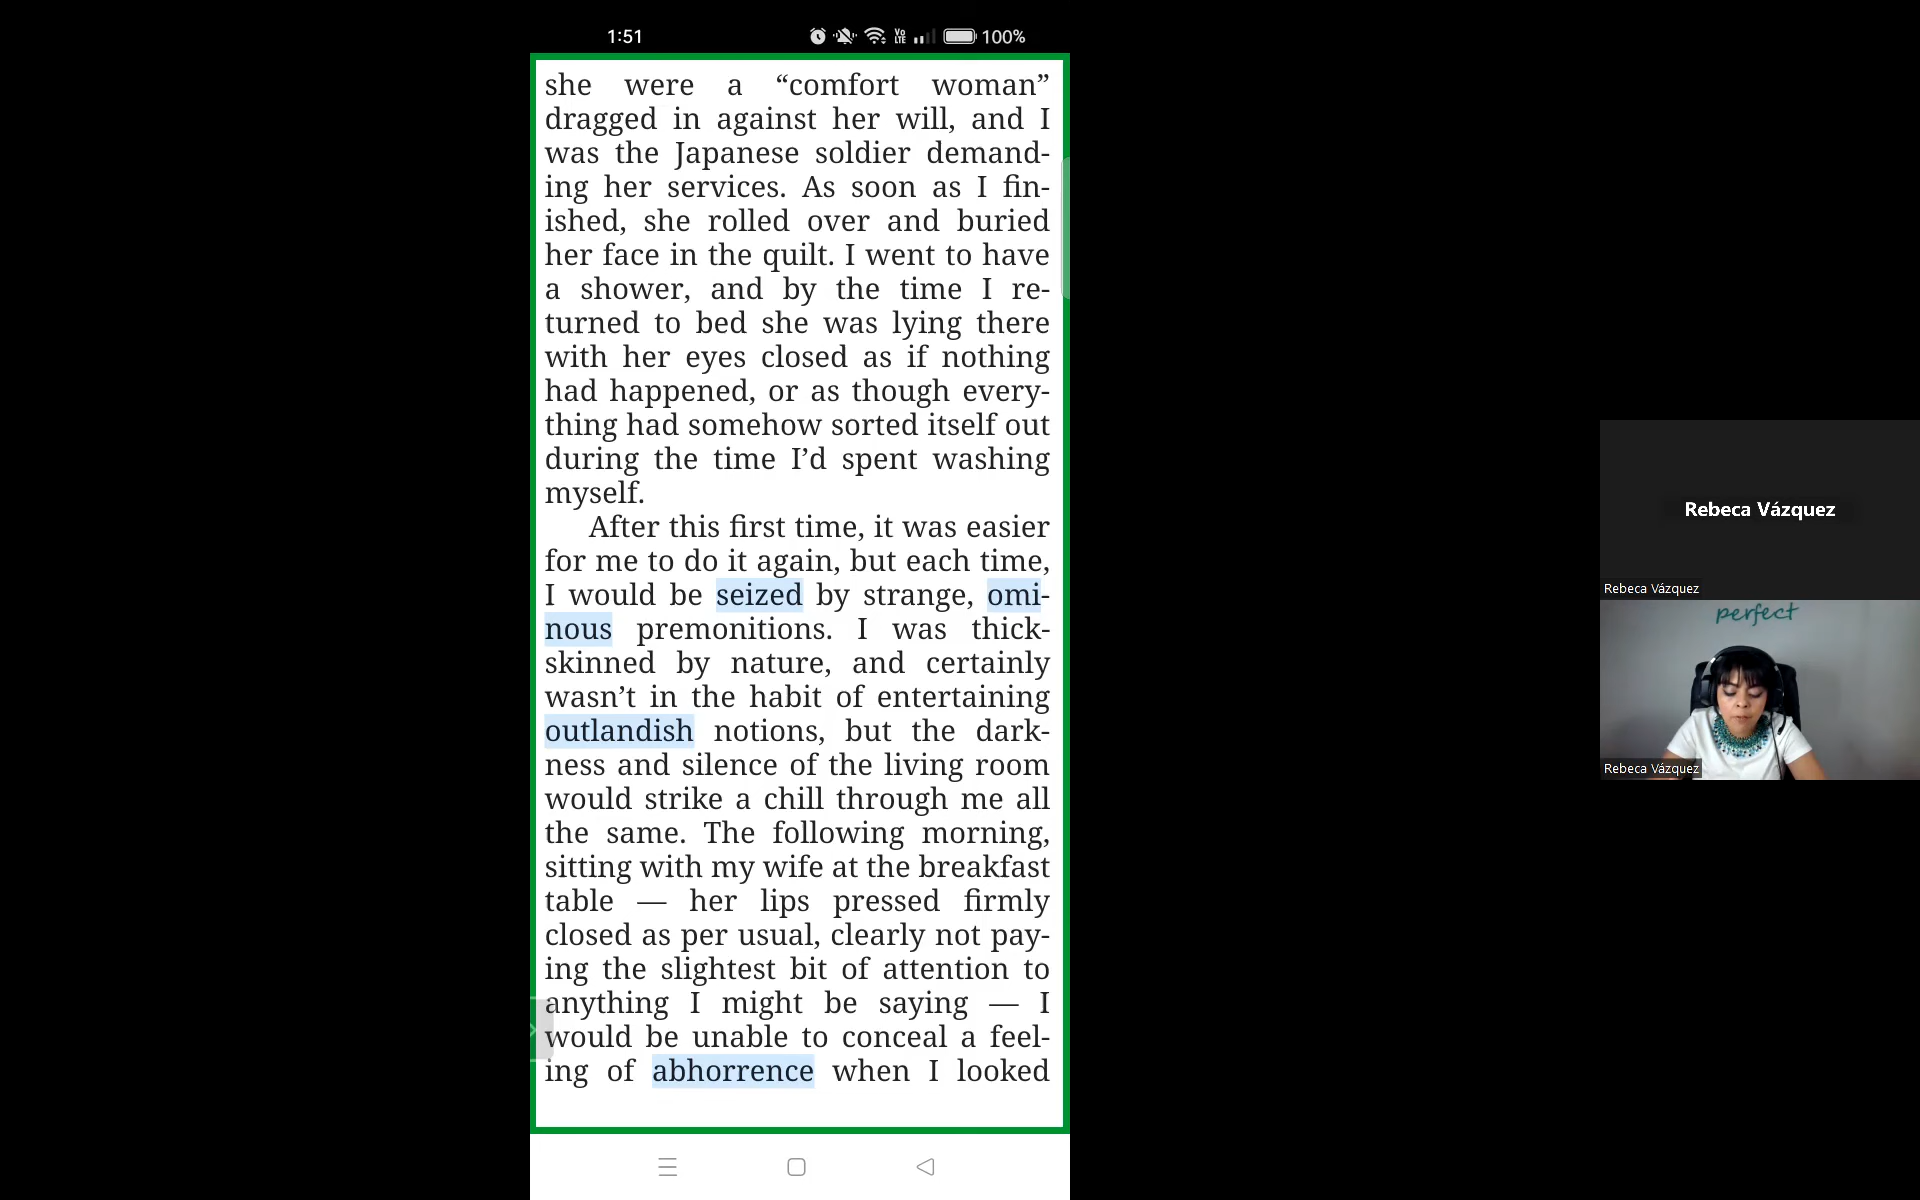 1:51
VO LTE
100%
she were a “comfort woman”
dragged in against her will, and I
was the Japanese soldier demand-
ing her services. As soon as I fin-
ished, she rolled over and buried
her face in the quilt. I went to have
a shower, and by the time I re-
turned to bed she was lying there
with her eyes closed as if nothing
had happened, or as though every-
thing had somehow sorted itself out
during the time I’d spent washing
myself.
After this first time, it was easier
for me to do it again, but each time,
I would be seized by strange, omi-
nous premonitions. I was thick-
skinned by nature, and certainly
wasn’t in the habit of entertaining
outlandish notions, but the dark-
ness and silence of the living room
would strike a chill through me all
the same. The following morning,
sitting with my wife at the breakfast
table — her lips pressed firmly
closed as per usual, clearly not pay-
ing the slightest bit of attention to
anything I might be saying — I
would be unable to conceal a feel-
ing of abhorrence when I looked
Rebeca Vázquez
Rebeca Vázquez
perfect
Rebeca Vázquez